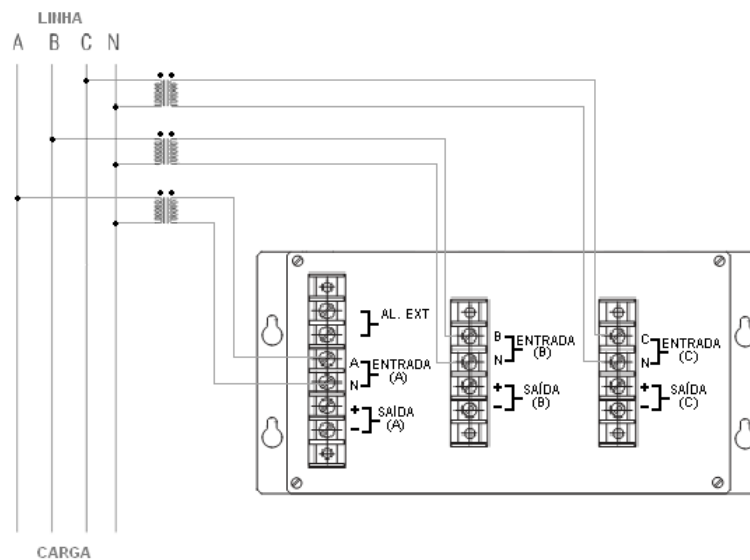 LINHA
A B C N
AL. EXT
A ENTRADA
(A)
N
+ SAÍDA
- (A)
B ENTRADA
N (B)
+ SAÍDA
- (B)
C ENTRADA
N (C)
+ SAÍDA
- (C)
CARGA